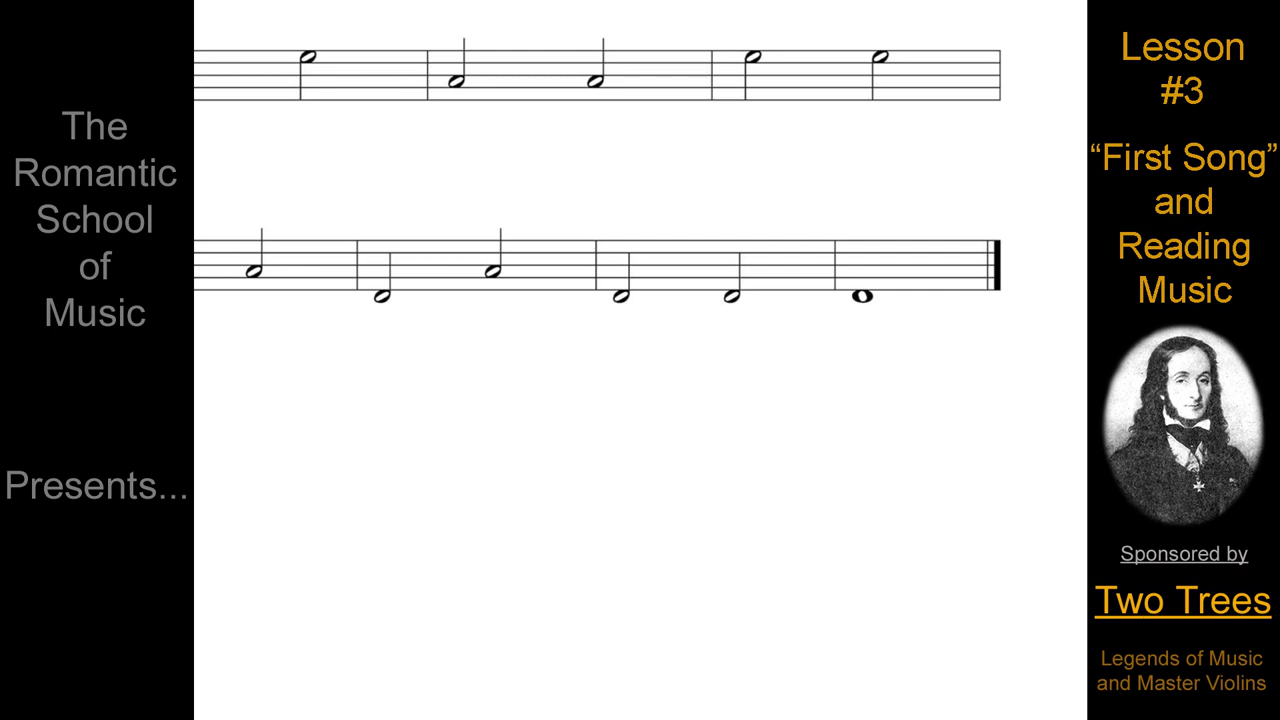 The
Romantic
School
of
Music
Presents...
Lesson
#3
“First Song”
and
Reading
Music
Sponsored by
Two Trees
Legends of Music
and Master Violins